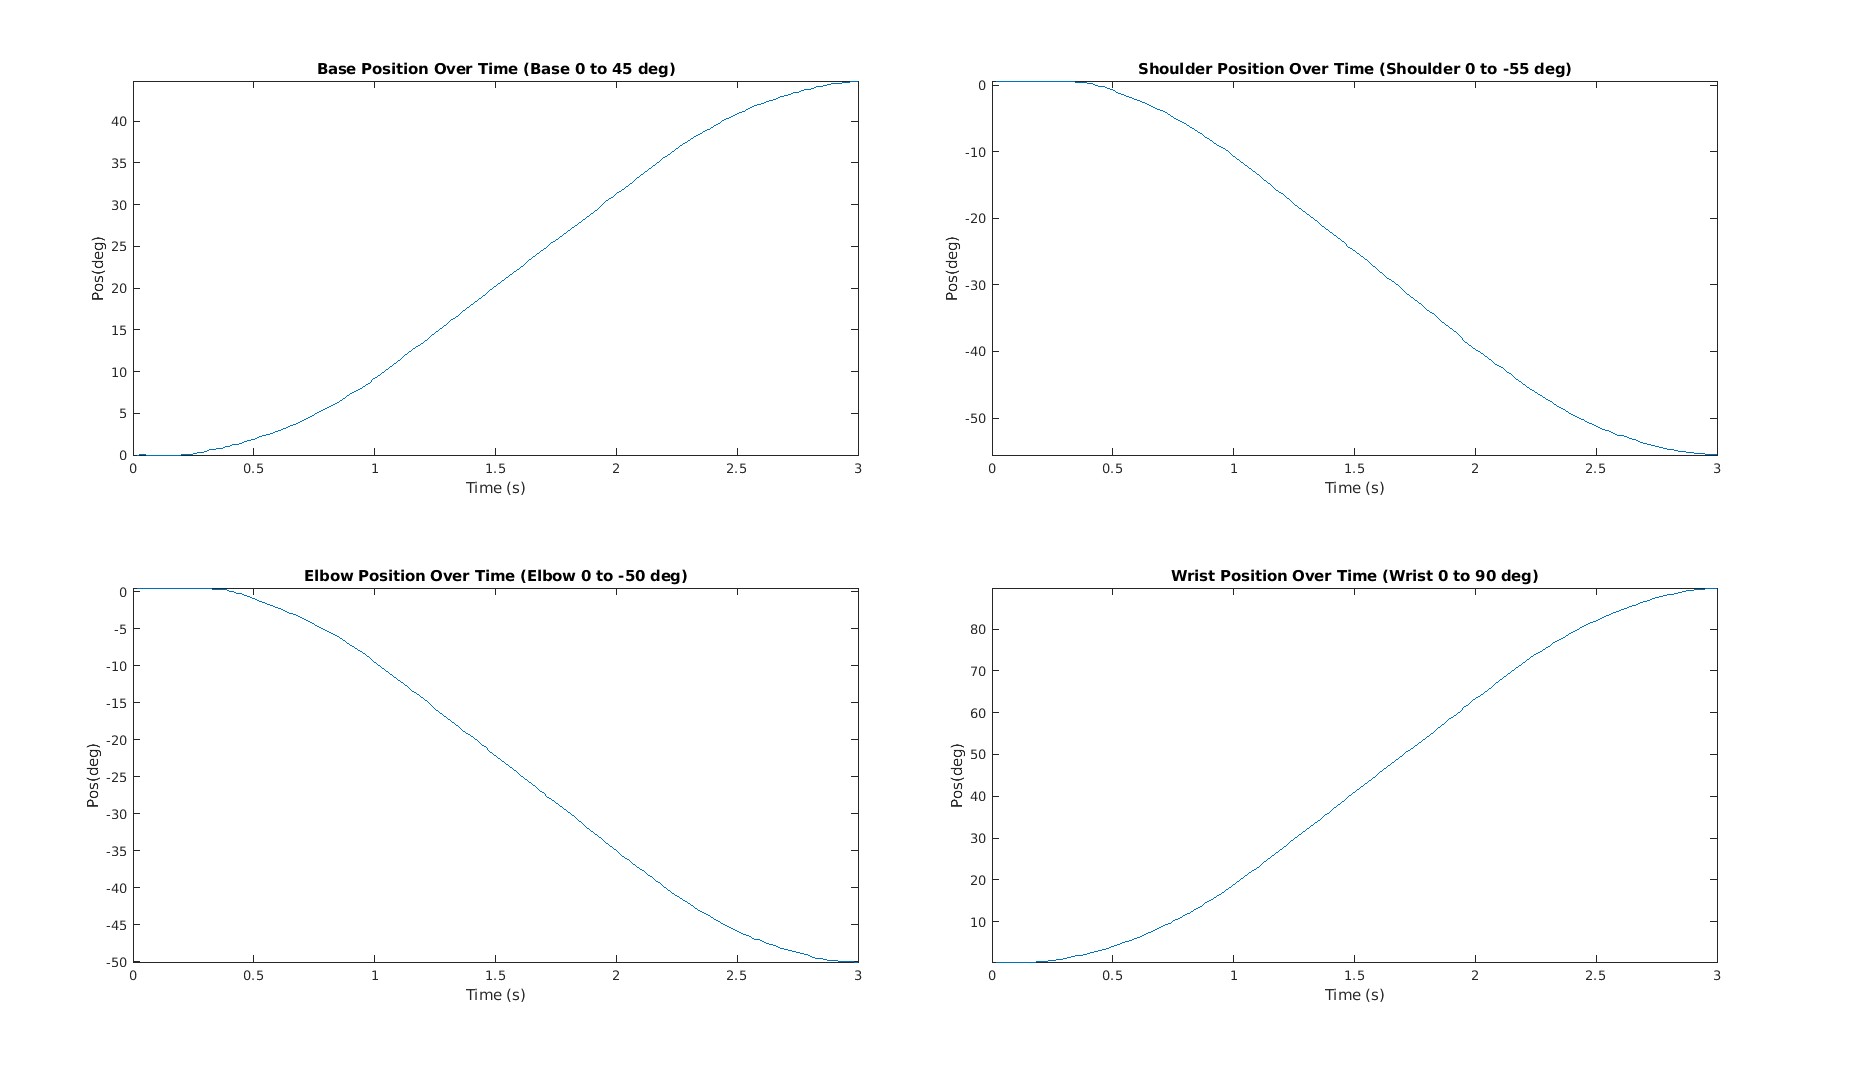 Base Position Over Time (Base 0 to 45 deg)
Pos(deg)
40
35
30
25
20
15
10
5
0
0 0.5 1 1.5 2 2.5 3
Time (s)
Shoulder Position Over Time (Shoulder 0 to -55 deg)
Pos(deg)
0
-10
-20
-30
-40
-50
0 0.5 1 1.5 2 2.5 3
Time (s)
Elbow Position Over Time (Elbow 0 to -50 deg)
Pos(deg)
0
-5
-10
-15
-20
-25
-30
-35
-40
-45
-50
0 0.5 1 1.5 2 2.5 3
Time (s)
Wrist Position Over Time (Wrist 0 to 90 deg)
Pos(deg)
80
70
60
50
40
30
20
10
0 0.5 1 1.5 2 2.5 3
Time (s)